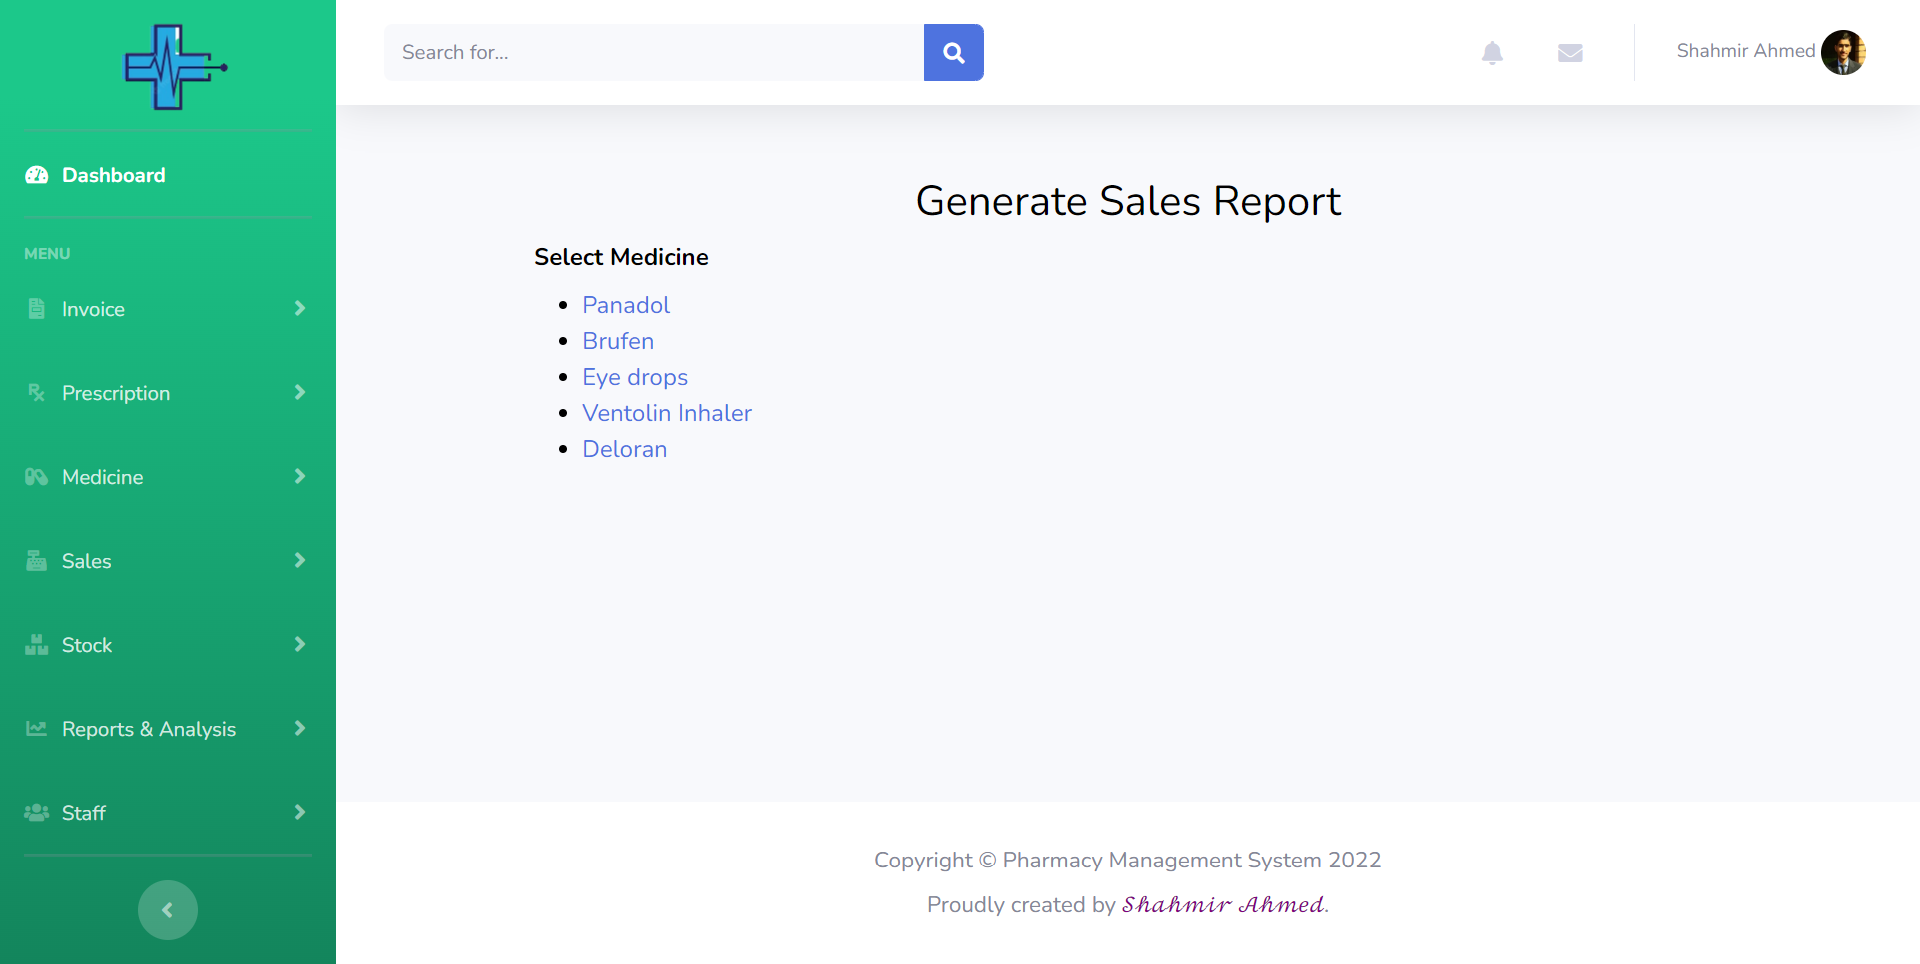 Search for...
Shahmir Ahmed
Dashboard
MENU
Invoice
Prescription
Medicine
Sales
Stock
Reports & Analysis
Staff
Generate Sales Report
Select Medicine
Panadol
Brufen
Eye drops
Ventolin Inhaler
Deloran
Copyright © Pharmacy Management System 2022
Proudly created by Shahmir Ahmed.